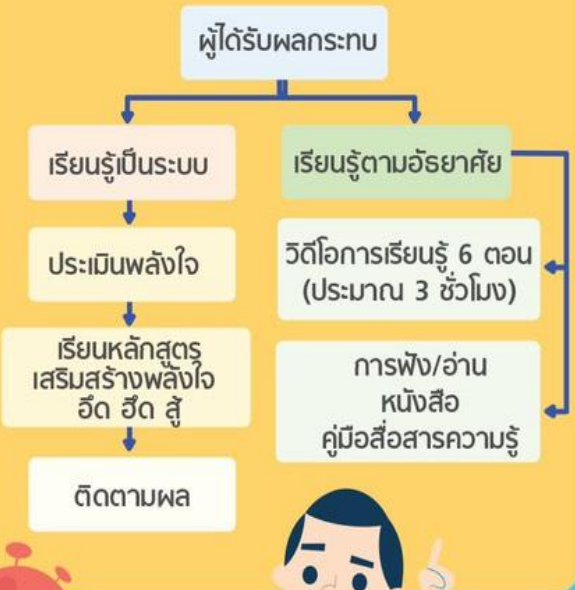 ผู้ได้รับผลกระทบ
เรียนรู้เป็นระบบ
ประเมินพลังใจ
เรียนหลักสูตร
เสริมสร้างพลังใจ
อึด ฮึด สู้
ติดตามผล
เรียนรู้ตามอัธยาศัย
วิดีโอการเรียนรู้ 6 ตอน
(ประมาณ 3 ชั่วโมง)
การฟัง/อ่าน
หนังสือ
คู่มือสื่อสารความรู้